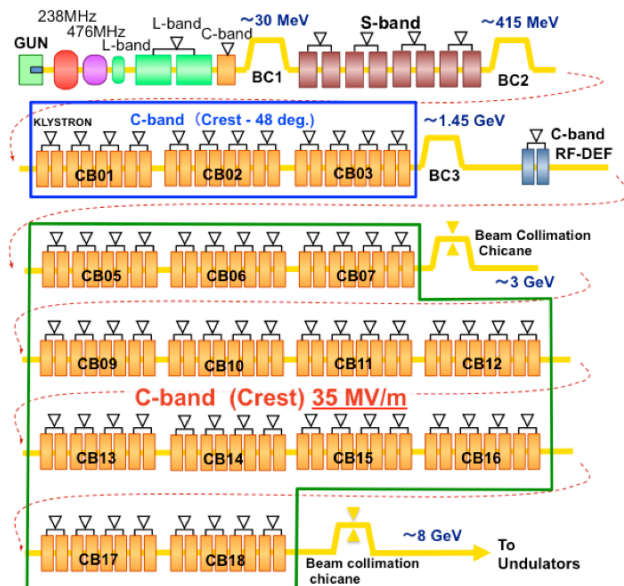 238MHz
476MHz
GUN
L-band
L-band
C-band
~30 MeV
BC1
S-band
~415 MeV
BC2
KLYSTRON
C-band (Crest - 48 deg.)
CB01
CB02
CB03
~1.45 GeV
BC3
C-band
RF-DEF
CB05
CB06
CB07
Beam Collimation
Chicane
~3 GeV
CB09
CB10
CB11
CB12
C-band (Crest) 35 MV/m
CB13
CB14
CB15
CB16
CB17
CB18
Beam collimation
chicane
~8 GeV
To
Undulators